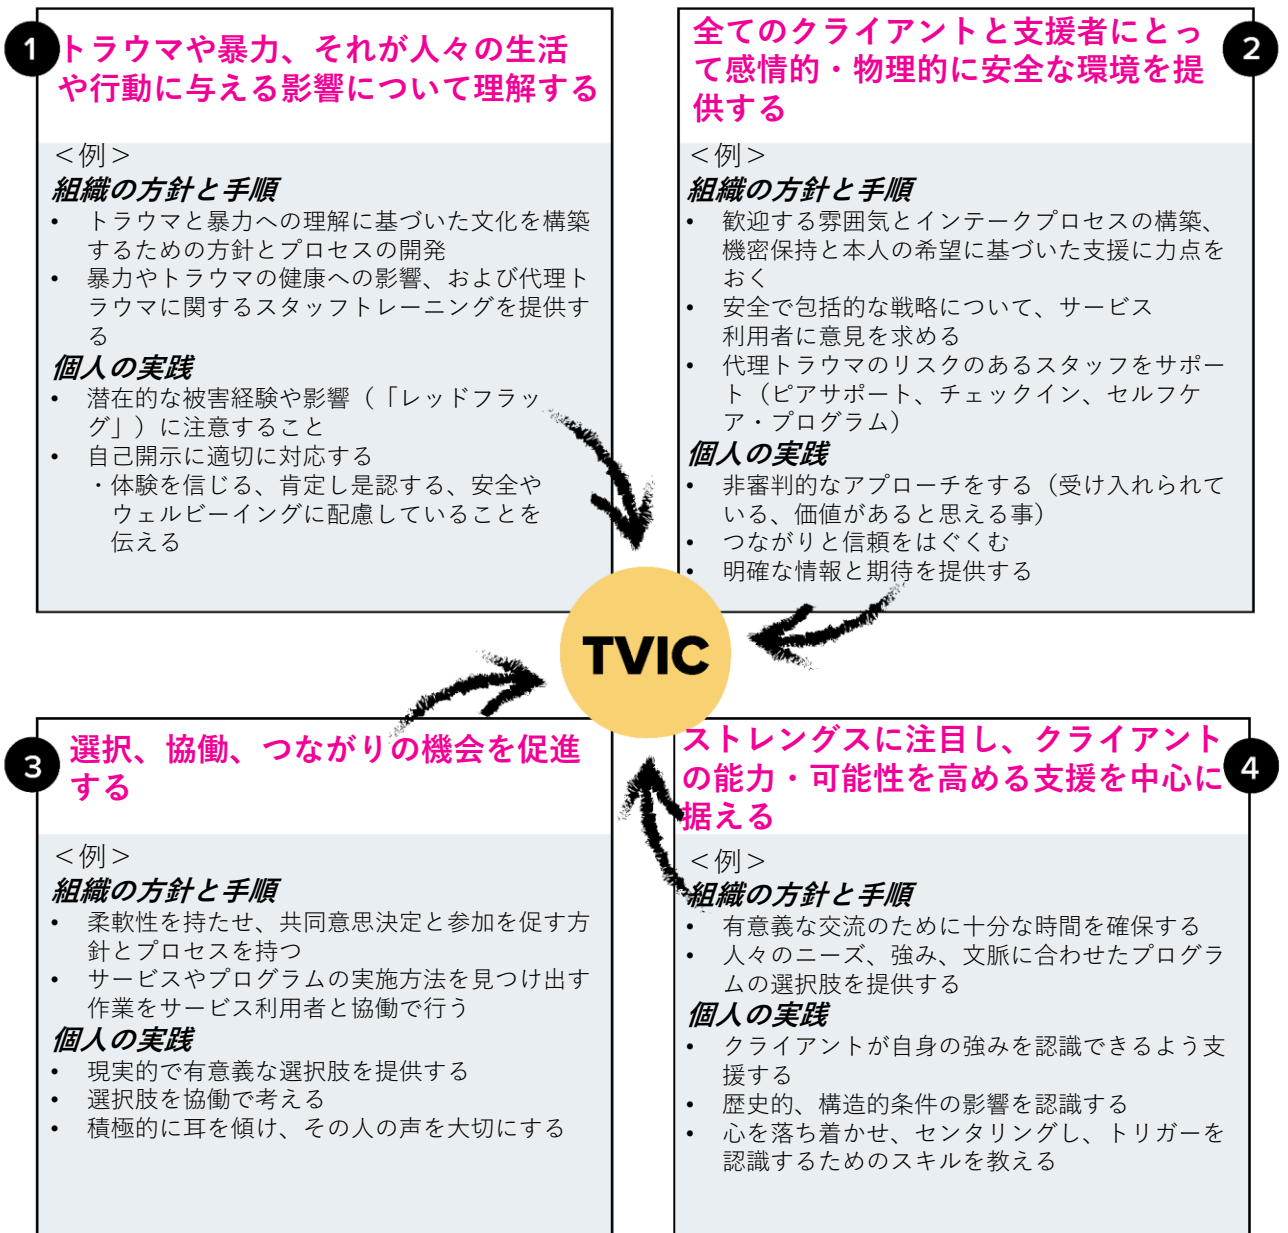 1
トラウマや暴力、それが人々の生活
や行動に与える影響について理解する
＜例＞
組織の方針と手順
• トラウマと暴力への理解に基づいた文化を構築
するための方針とプロセスの開発
• 暴力やトラウマの健康への影響、および代理ト
ラウマに関するスタッフトレーニングを提供す
る
個人の実践
• 潜在的な被害経験や影響（「レッドフラッ
グ」）に注意すること
• 自己開示に適切に対応する
・体験を信じる、肯定し是認する、安全や
ウェルビーイングに配慮していることを
伝える
2
全てのクライアントと支援者にとっ
て感情的・物理的に安全な環境を提
供する
＜例＞
組織の方針と手順
• 歓迎する雰囲気とインテークプロセスの構築、
機密保持と本人の希望に基づいた支援に力点を
おく
• 安全で包括的な戦略について、サービス
利用者に意見を求める
• 代理トラウマのリスクのあるスタッフをサポー
ト（ピアサポート、チェックイン、セルフケ
ア・プログラム）
個人の実践
• 非審判的なアプローチをする（受け入れられて
いる、価値があると思える事）
• つながりと信頼をはぐくむ
• 明確な情報と期待を提供する
TVIC
3
選択、協働、つながりの機会を促進
する
＜例＞
組織の方針と手順
• 柔軟性を持たせ、共同意思決定と参加を促す方
針とプロセスを持つ
• サービスやプログラムの実施方法を見つけ出す
作業をサービス利用者と協働で行う
個人の実践
• 現実的で有意義な選択肢を提供する
• 選択肢を協働で考える
• 積極的に耳を傾け、その人の声を大切にする
4
ストレングスに注目し、クライアント
の能力・可能性を高める支援を中心に
据える
＜例＞
組織の方針と手順
• 有意義な交流のために十分な時間を確保する
• 人々のニーズ、強み、文脈に合わせたプログラ
ムの選択肢を提供する
個人の実践
• クライアントが自身の強みを認識できるよう支
援する
• 歴史的、構造的条件の影響を認識する
• 心を落ち着かせ、センタリングし、トリガーを
認識するためのスキルを教える